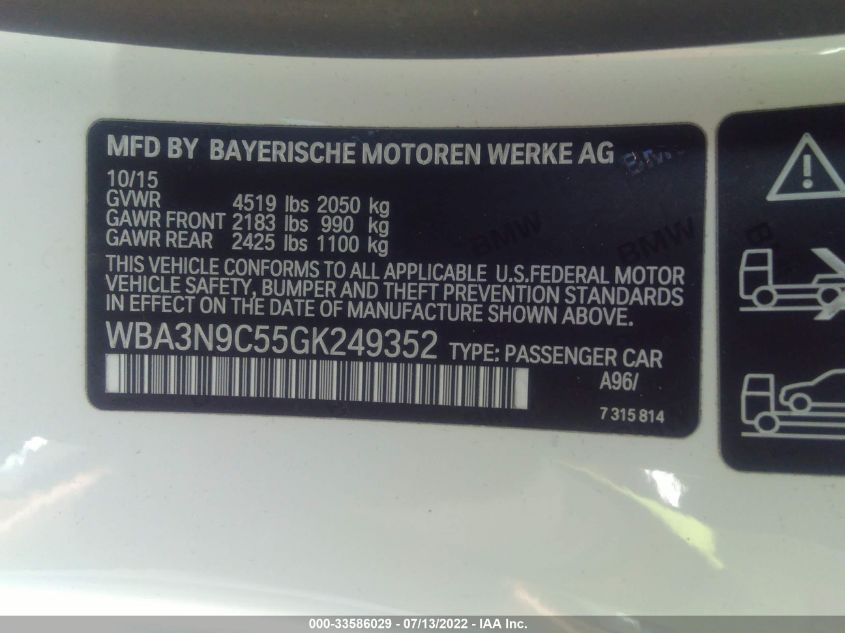 MFD BY BAYERISCHE MOTOREN WERKE AG
BMW
10/15
GVWR 4519 lbs 2050 kg
GAWR FRONT 2183 lbs 990 kg
GAWR REAR 2425 lbs 1100 kg
BMW
BMW
THIS VEHICLE CONFORMS TO ALL APPLICABLE U.S.FEDERAL MOTOR
VEHICLE SAFETY, BUMPER AND THEFT PREVENTION STANDARDS
IN EFFECT ON THE DATE OF MANUFACTURE SHOWN ABOVE.
WBA3N9C55GK249352 TYPE: PASSENGER CAR
A96/
7 315 814
000-33586029 - 07/13/2022 - IAA Inc.